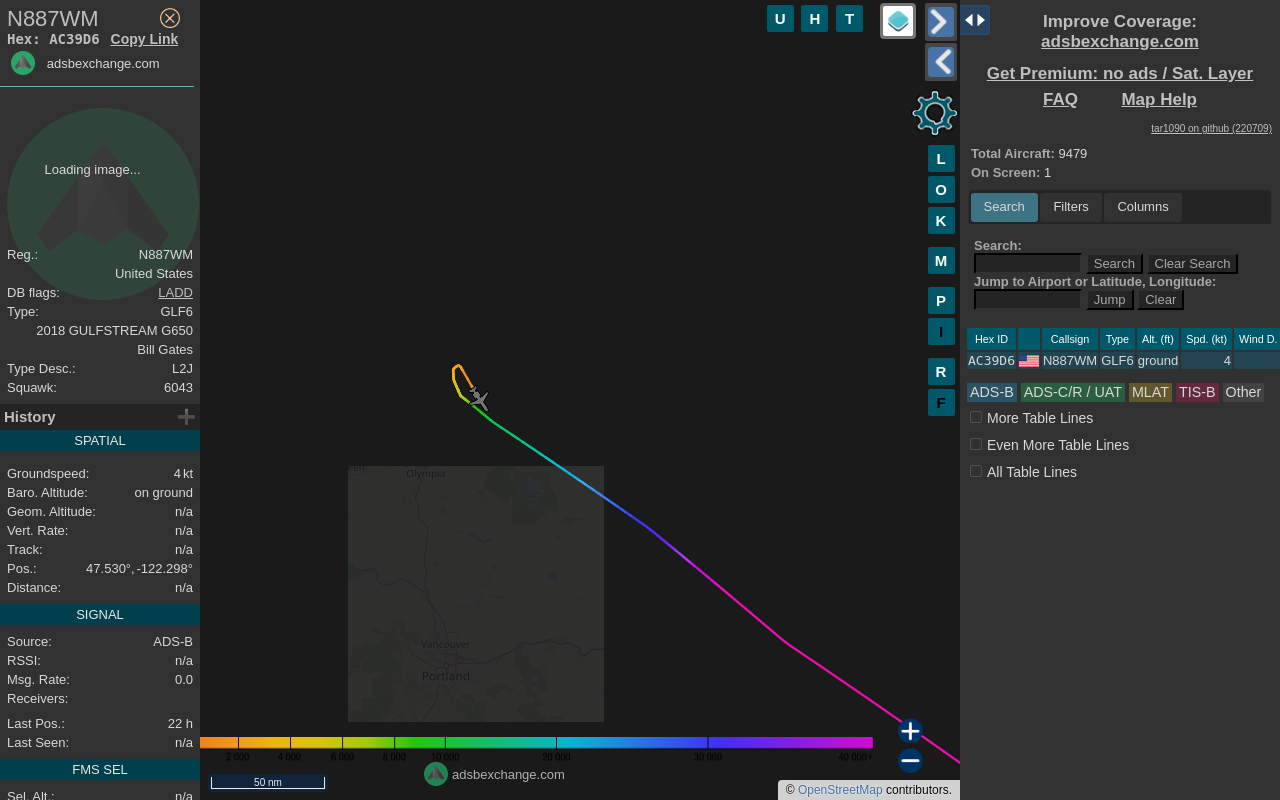 N887WM
Hex: AC39D6 Copy Link
adsbexchange.com
Loading image...
Reg.: N887WM
United States
DB flags: LADD
Type: GLF6
2018 GULFSTREAM G650
Bill Gates
Type Desc.: L2J
Squawk: 6043
History
SPATIAL
Groundspeed: 4 kt
Baro. Altitude: on ground
Geom. Altitude: n/a
Vert. Rate: n/a
Track: n/a
Pos.: 47.530°, -122.298°
Distance: n/a
SIGNAL
Source: ADS-B
RSSI: n/a
Msg. Rate: 0.0
Receivers:
Last Pos.: 22 h
Last Seen: n/a
FMS SEL
Sel. Alt.: n/a
U H T
L
O
K
M
P
I
R
F
Olympia
Vancouver
Portland
2 000 4 000 6 000 8 000 10 000 20 000 30 000 40 000+
adsbexchange.com
50 nm
© OpenStreetMap contributors.
Improve Coverage:
adsbexchange.com
Get Premium: no ads / Sat. Layer
FAQ Map Help
tar1090 on github (220709)
Total Aircraft: 9479
On Screen: 1
Search Filters Columns
Search:
Search Clear Search
Jump to Airport or Latitude, Longitude:
Jump Clear
Hex ID Callsign Type Alt. (ft) Spd. (kt) Wind D.
AC39D6 N887WM GLF6 ground 4
ADS-B ADS-C/R / UAT MLAT TIS-B Other
More Table Lines
Even More Table Lines
All Table Lines